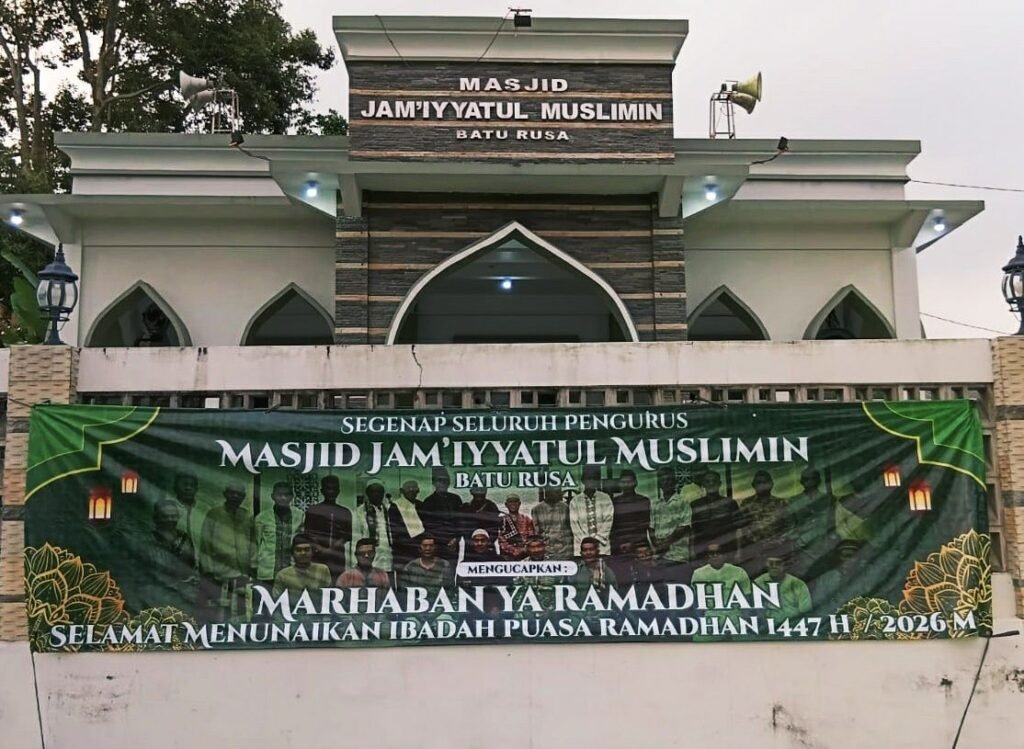 MASJID
JAM'IYYATUL MUSLIMIN
BATU RUSA
SEGENAP SELURUH PENGURUS
MASJID JAM'IYYATUL MUSLIMIN
BATU RUSA
MENGUCAPKAN :
MARHABAN YA RAMADHAN
SELAMAT MENUNAIKAN IBADAH PUASA RAMADHAN 1447 H / 2026 M